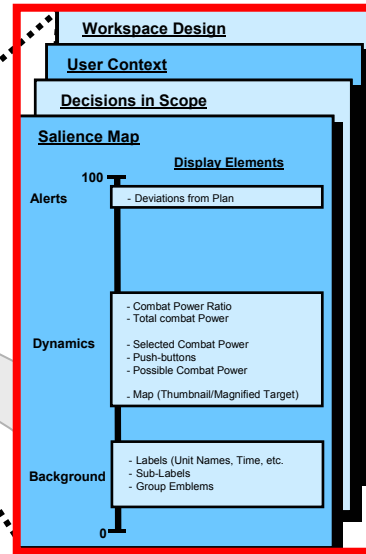 Workspace Design
User Context
Decisions in Scope
Salience Map
Display Elements
100
Alerts
- Deviations from Plan
Dynamics
- Combat Power Ratio
- Total combat Power
- Selected Combat Power
- Push-buttons
- Possible Combat Power
- Map (Thumbnail/Magnified Target)
Background
- Labels (Unit Names, Time, etc.
- Sub-Labels
- Group Emblems
0